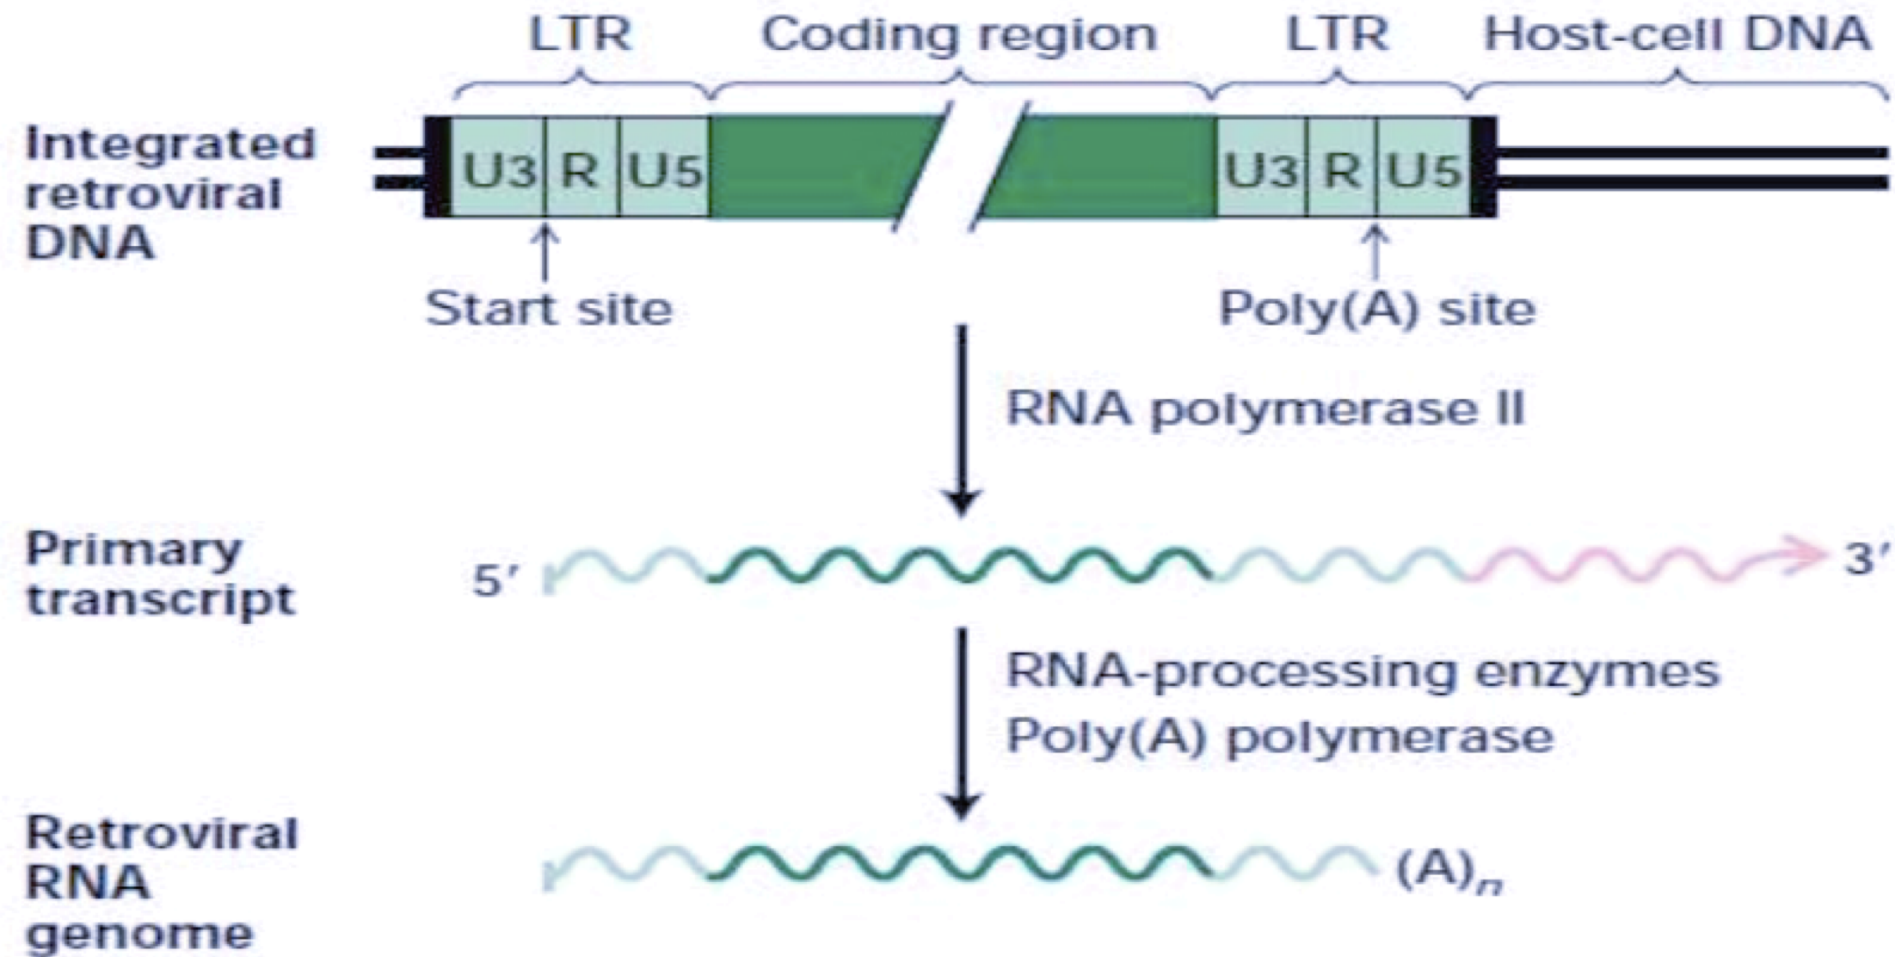 LTR Coding region LTR Host-cell DNA
Integrated
retroviral
DNA
U3 R U5 U3 R U5
Start site Poly(A) site
RNA polymerase II
Primary
transcript
5′ 3′
RNA-processing enzymes
Poly(A) polymerase
Retroviral
RNA
genome
(A)n